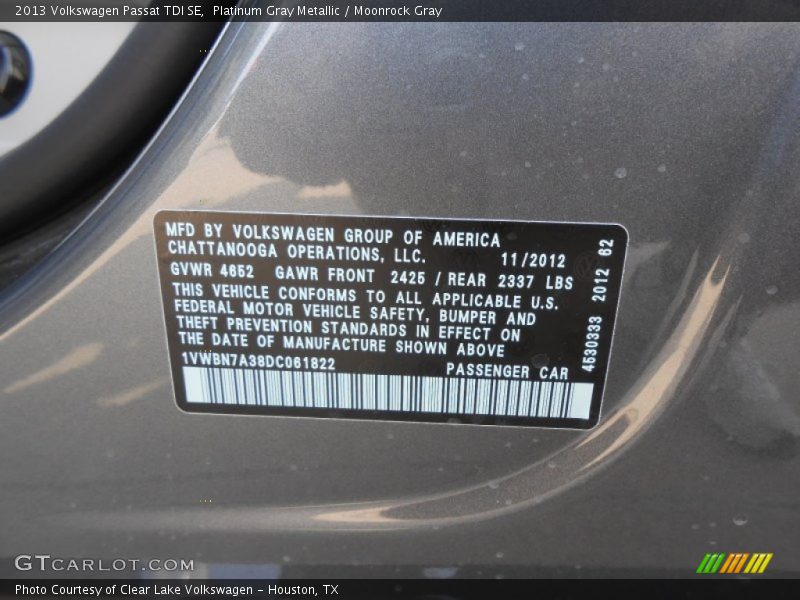 2013 Volkswagen Passat TDI SE, Platinum Gray Metallic / Moonrock Gray
MFD BY VOLKSWAGEN GROUP OF AMERICA
CHATTANOOGA OPERATIONS, LLC. 11/2012
GVWR 4652 GAWR FRONT 2425 / REAR 2337 LBS
THIS VEHICLE CONFORMS TO ALL APPLICABLE U.S.
FEDERAL MOTOR VEHICLE SAFETY, BUMPER AND
THEFT PREVENTION STANDARDS IN EFFECT ON
THE DATE OF MANUFACTURE SHOWN ABOVE
1VWBN7A38DC061822 PASSENGER CAR
4530333 2012 62
GTCARLOT.COM
Photo Courtesy of Clear Lake Volkswagen - Houston, TX